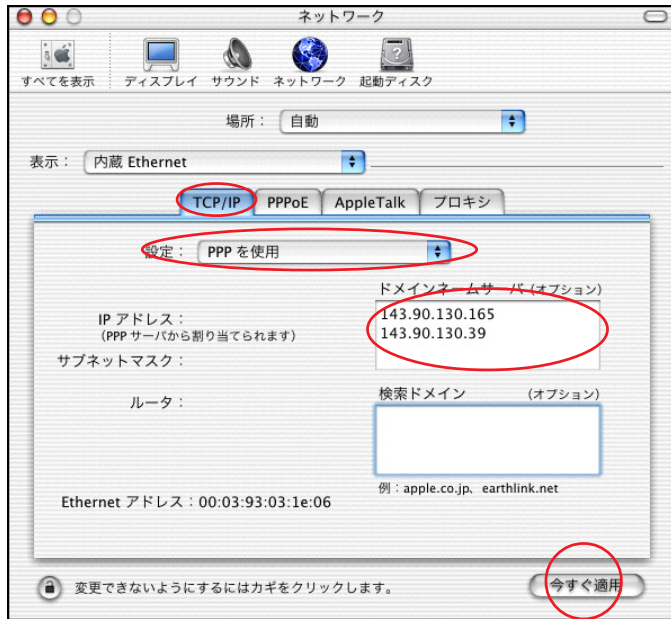 ネットワーク
すべてを表示 ディスプレイ サウンド ネットワーク 起動ディスク
場所： 自動
表示： 内蔵 Ethernet
TCP/IP PPPoE AppleTalk プロキシ
設定： PPP を使用
ドメインネームサーバ (オプション)
IP アドレス：
(PPP サーバから割り当てられます)
143.90.130.165
143.90.130.39
サブネットマスク：
ルータ：
検索ドメイン (オプション)
例：apple.co.jp、earthlink.net
Ethernet アドレス：00:03:93:03:1e:06
変更できないようにするにはカギをクリックします。
今すぐ適用